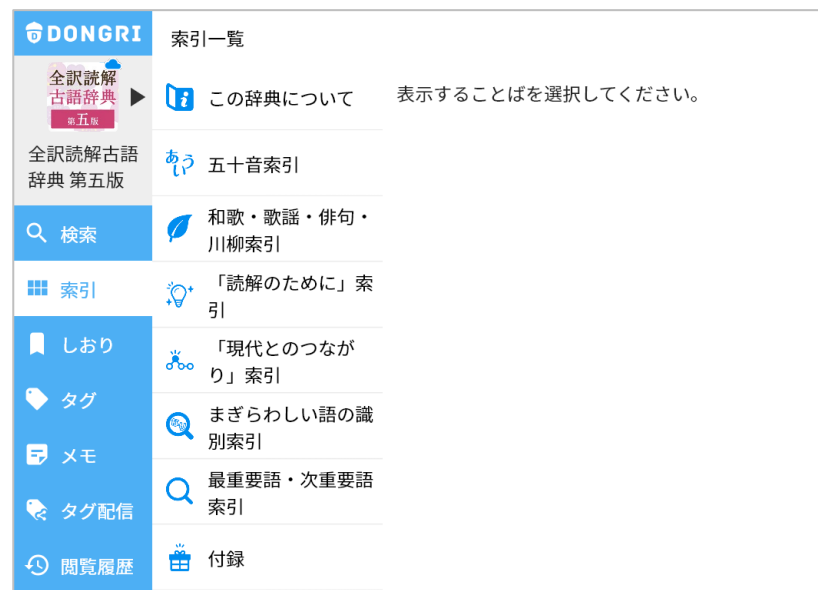 DONGRI
全訳読解
古語辞典
第五版
全訳読解古語
辞典 第五版
検索
索引
しおり
タグ
メモ
タグ配信
閲覧履歴
索引一覧
この辞典について
あいう
五十音索引
和歌・歌謡・俳句・
川柳索引
「読解のために」索
引
「現代とのつなが
り」索引
まぎらわしい語の識
別索引
最重要語・次重要語
索引
付録
表示することばを選択してください。